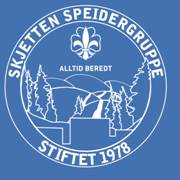 SKJETTEN SPEIDERGRUPPE
ALLTID BEREDT
STIFTET 1978